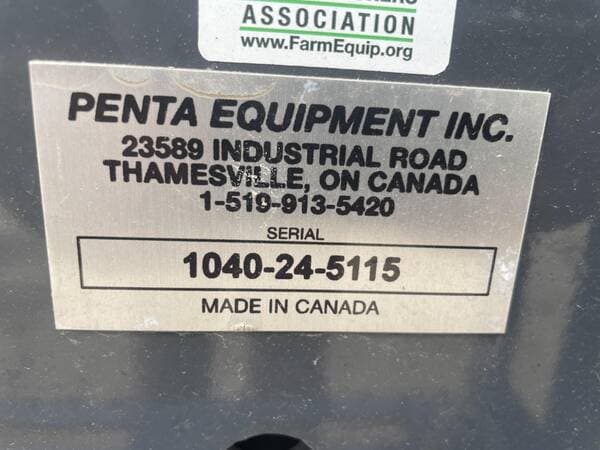 ASSOCIATION
www.FarmEquip.org
PENTA EQUIPMENT INC.
23589 INDUSTRIAL ROAD
THAMESVILLE, ON CANADA
1-519-913-5420
SERIAL
1040-24-5115
MADE IN CANADA